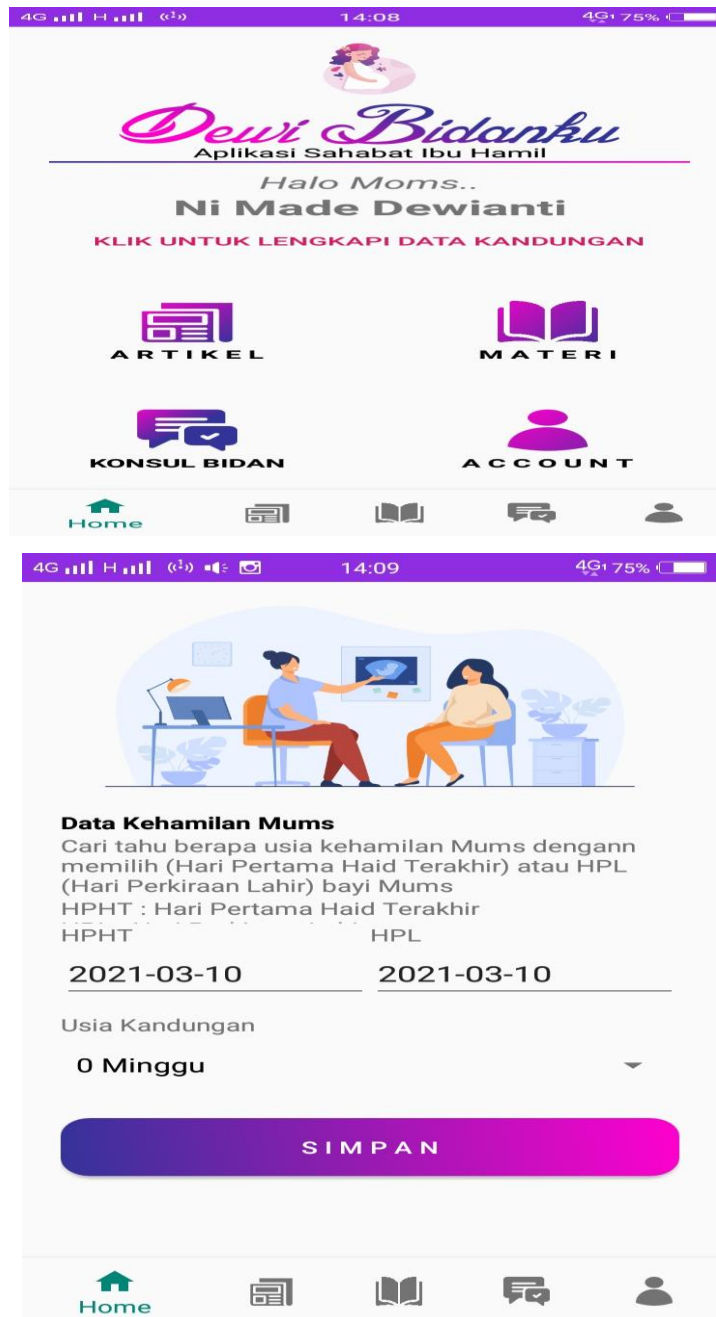 4G H 14:08 4G 75%
Dewi Bidanku
Aplikasi Sahabat Ibu Hamil
Halo Moms..
Ni Made Dewianti
KLIK UNTUK LENGKAPI DATA KANDUNGAN
ARTIKEL MATERI
KONSUL BIDAN ACCOUNT
Home
4G H 14:09 4G 75%
Data Kehamilan Mums
Cari tahu berapa usia kehamilan Mums dengann
memilih (Hari Pertama Haid Terakhir) atau HPL
(Hari Perkiraan Lahir) bayi Mums
HPHT : Hari Pertama Haid Terakhir
HPHT HPL
2021-03-10 2021-03-10
Usia Kandungan
0 Minggu
SIMPAN
Home